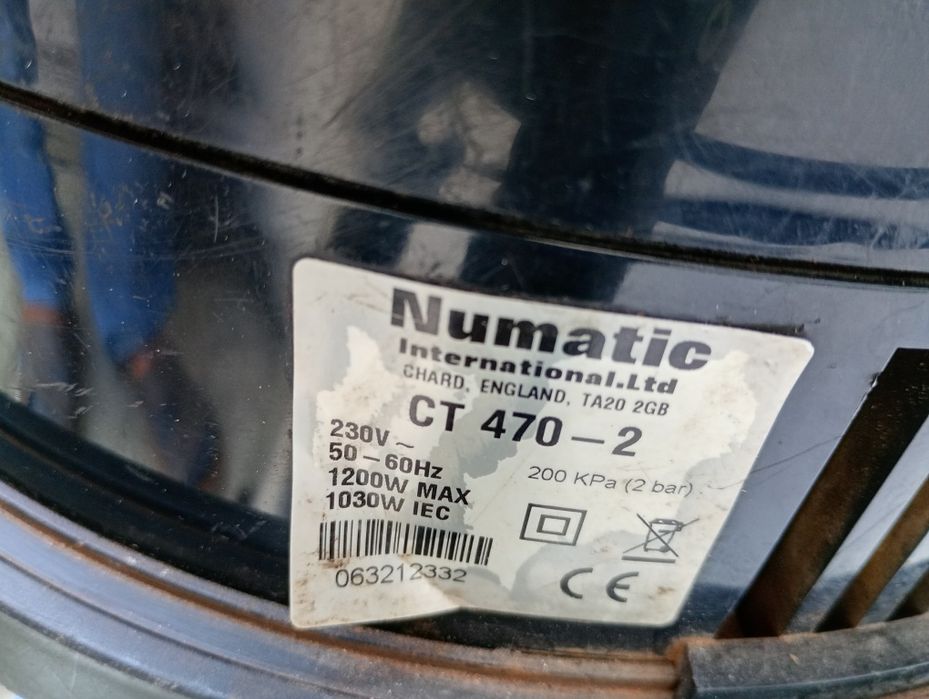 Numatic
International.Ltd
CHARD, ENGLAND, TA20 2GB
CT 470-2
230V ~
50-60Hz
1200W MAX
1030W IEC
200 KPa (2 bar)
063212332
CE